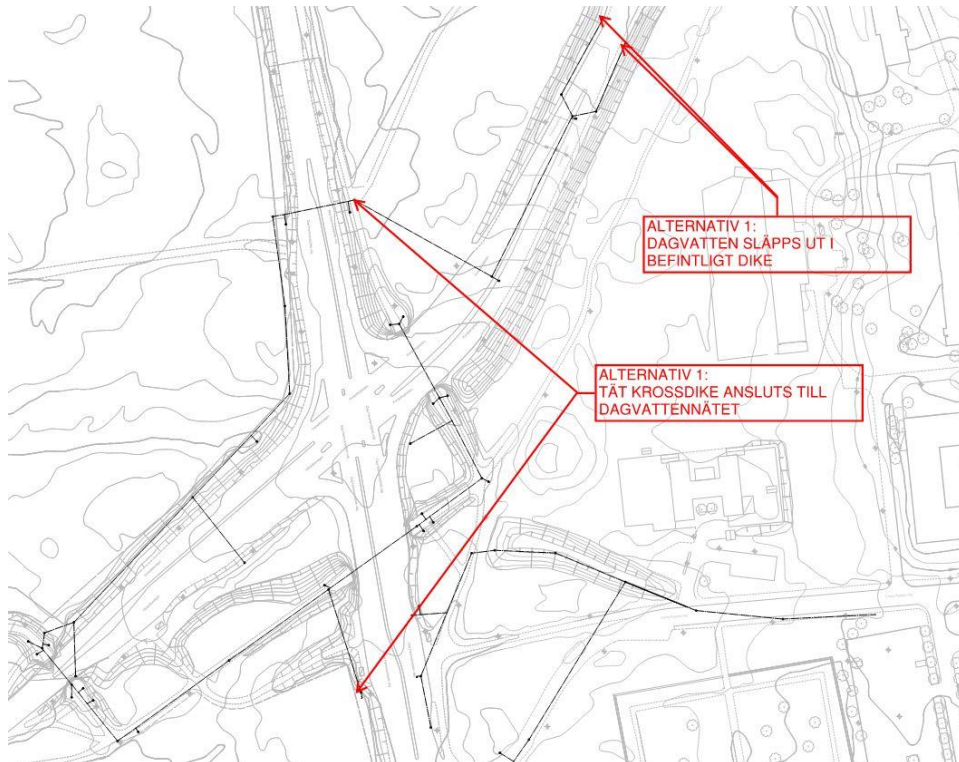 ALTERNATIV 1:
DAGVATTEN SLÄPPS UT I
BEFINTLIGT DIKE
ALTERNATIV 1:
TÄT KROSSDIKE ANSLUTS TILL
DAGVATTENNÄTET